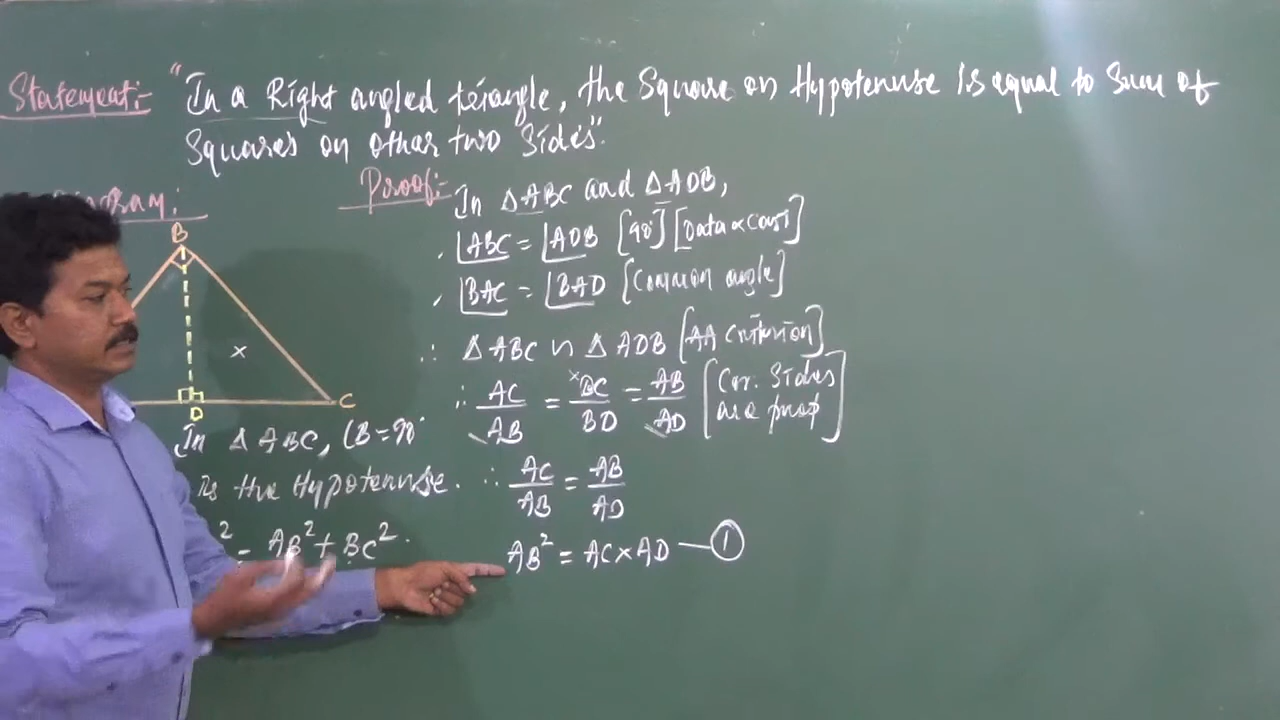 Statement:- "In a Right angled triangle, the Square on Hypotenuse is equal to Sum of
Squares on other two Sides".
Proof:-
In Δ ABC and Δ ADB,
∠ABC = ∠ADB [90°] [Data & Const]
∠BAC = ∠BAD [Common angle]
∴ Δ ABC ∽ Δ ADB [AA Criterion]
∴ AC/AB = BC/BD = AB/AD [Cor. Sides are prop]
∴ AC/AB = AB/AD
AB² = AC × AD — ①
B
×
D
C
In Δ ABC, ∠B = 90°
is the Hypotenuse.
² = AB² + BC².